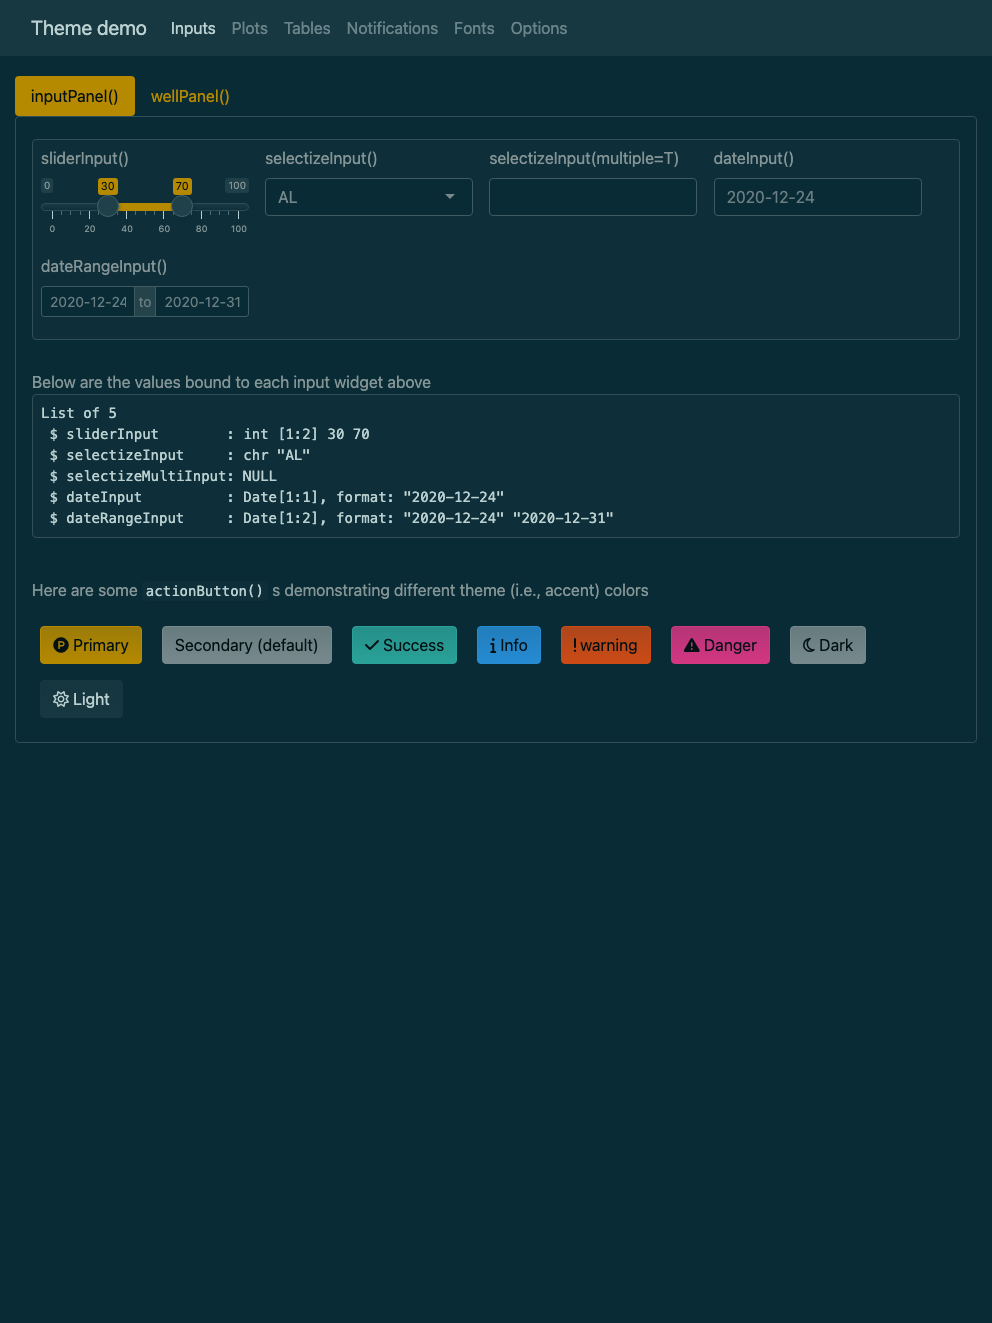 Theme demo Inputs Plots Tables Notifications Fonts Options
inputPanel() wellPanel()
sliderInput() selectizeInput() selectizeInput(multiple=T) dateInput()
0 30 70 100
AL 2020-12-24
0 20 40 60 80 100
dateRangeInput()
2020-12-24 to 2020-12-31
Below are the values bound to each input widget above
List of 5
 $ sliderInput        : int [1:2] 30 70
 $ selectizeInput     : chr "AL"
 $ selectizeMultiInput: NULL
 $ dateInput          : Date[1:1], format: "2020-12-24"
 $ dateRangeInput     : Date[1:2], format: "2020-12-24" "2020-12-31"
Here are some actionButton() s demonstrating different theme (i.e., accent) colors
P Primary Secondary (default) Success Info ! warning Danger Dark
Light